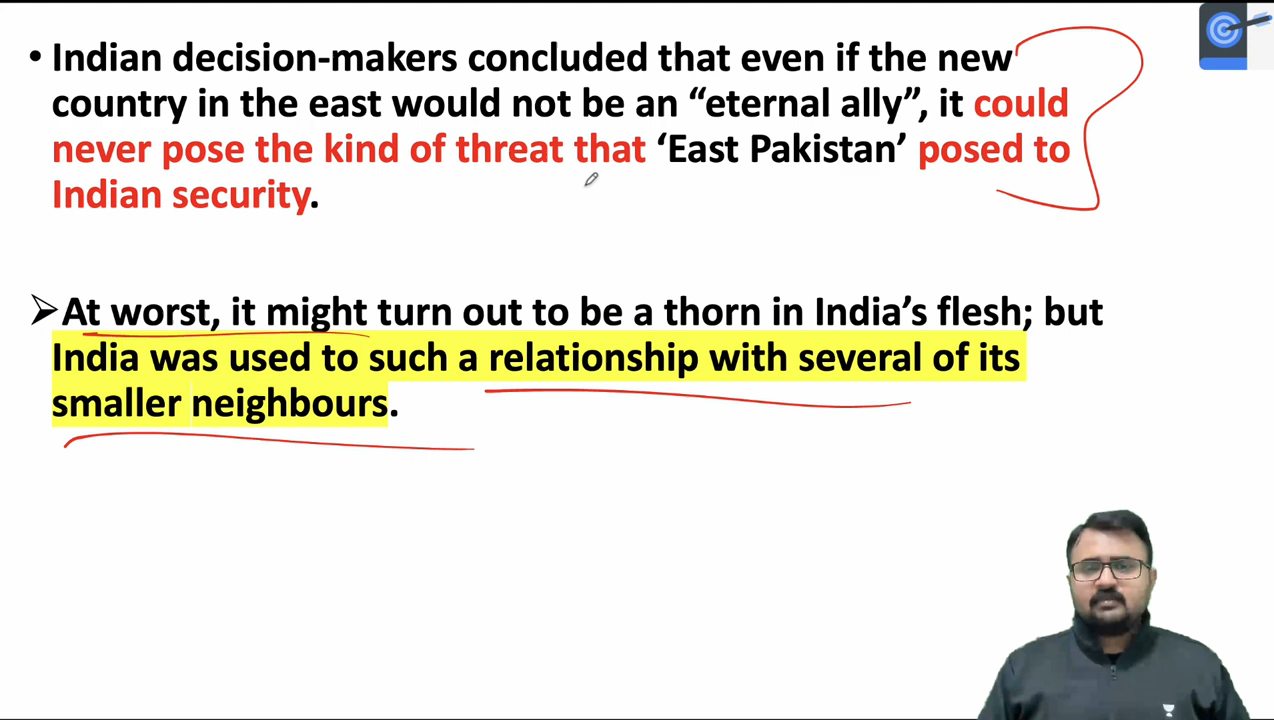 • Indian decision-makers concluded that even if the new
country in the east would not be an “eternal ally”, it could
never pose the kind of threat that ‘East Pakistan’ posed to
Indian security.
➢At worst, it might turn out to be a thorn in India’s flesh; but
India was used to such a relationship with several of its
smaller neighbours.